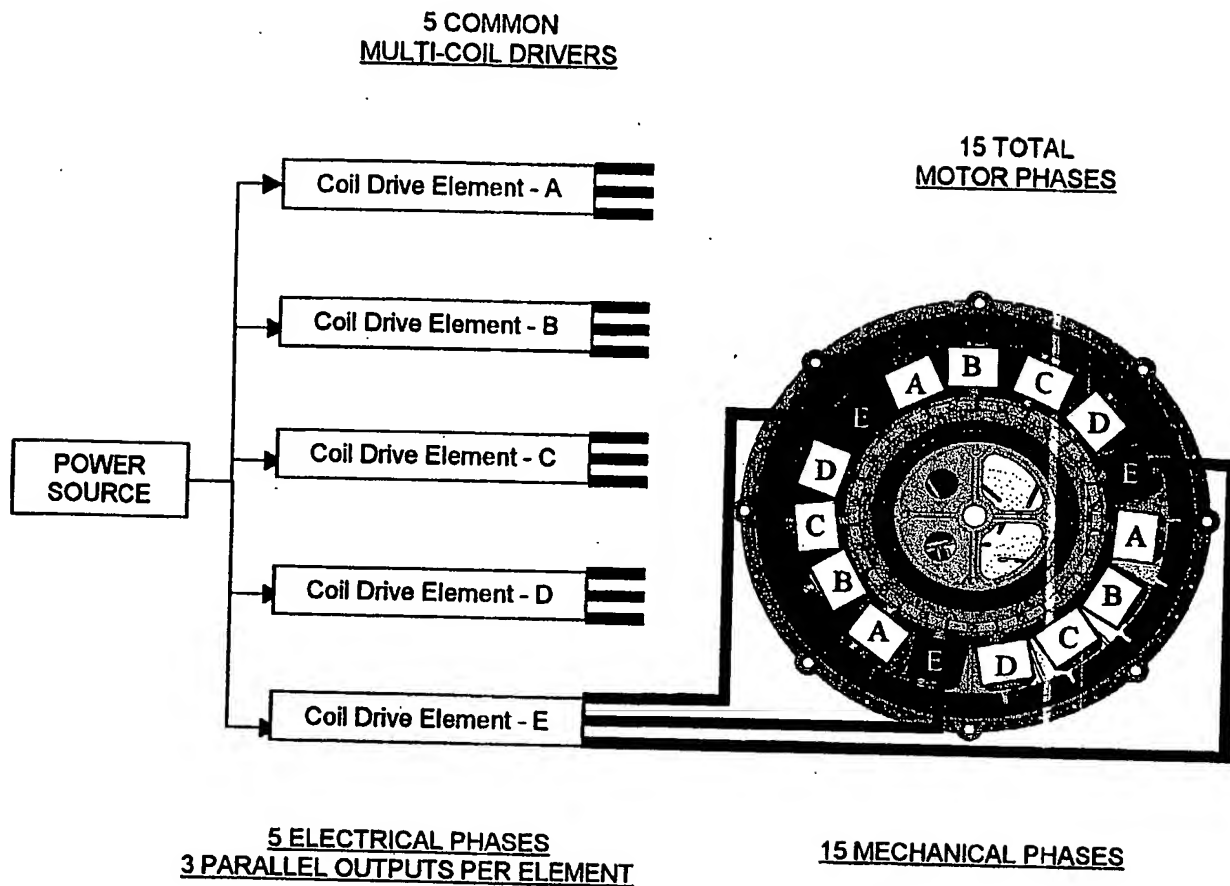 5 COMMON
MULTI-COIL DRIVERS
15 TOTAL
MOTOR PHASES
Coil Drive Element - A
Coil Drive Element - B
Coil Drive Element - C
Coil Drive Element - D
Coil Drive Element - E
POWER
SOURCE
A
B
C
D
E
A
B
C
D
E
A
B
C
D
E
5 ELECTRICAL PHASES
3 PARALLEL OUTPUTS PER ELEMENT
15 MECHANICAL PHASES